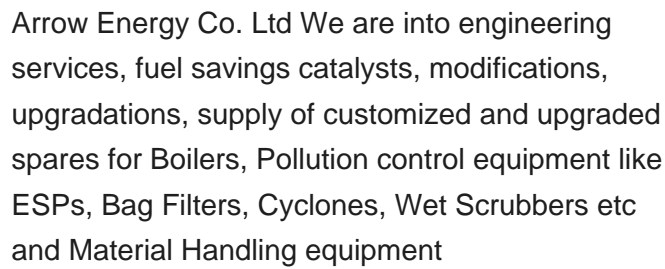 Arrow Energy Co. Ltd We are into engineering
services, fuel savings catalysts, modifications,
upgradations, supply of customized and upgraded
spares for Boilers, Pollution control equipment like
ESPs, Bag Filters, Cyclones, Wet Scrubbers etc
and Material Handling equipment